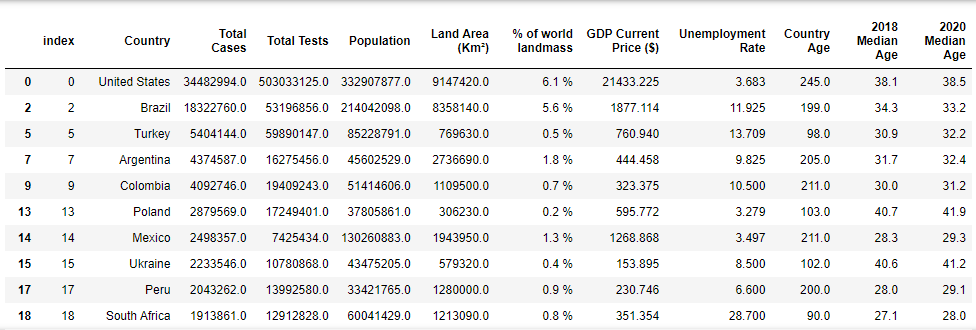 index Country Total Cases Total Tests Population Land Area (Km²) % of world landmass GDP Current Price ($) Unemployment Rate Country Age 2018 Median Age 2020 Median Age
0 0 United States 34482994.0 503033125.0 332907877.0 9147420.0 6.1 % 21433.225 3.683 245.0 38.1 38.5
2 2 Brazil 18322760.0 53196856.0 214042098.0 8358140.0 5.6 % 1877.114 11.925 199.0 34.3 33.2
5 5 Turkey 5404144.0 59890147.0 85228791.0 769630.0 0.5 % 760.940 13.709 98.0 30.9 32.2
7 7 Argentina 4374587.0 16275456.0 45602529.0 2736690.0 1.8 % 444.458 9.825 205.0 31.7 32.4
9 9 Colombia 4092746.0 19409243.0 51414606.0 1109500.0 0.7 % 323.375 10.500 211.0 30.0 31.2
13 13 Poland 2879569.0 17249401.0 37805861.0 306230.0 0.2 % 595.772 3.279 103.0 40.7 41.9
14 14 Mexico 2498357.0 7425434.0 130260883.0 1943950.0 1.3 % 1268.868 3.497 211.0 28.3 29.3
15 15 Ukraine 2233546.0 10780868.0 43475205.0 579320.0 0.4 % 153.895 8.500 102.0 40.6 41.2
17 17 Peru 2043262.0 13992580.0 33421765.0 1280000.0 0.9 % 230.746 6.600 200.0 28.0 29.1
18 18 South Africa 1913861.0 12912828.0 60041429.0 1213090.0 0.8 % 351.354 28.700 90.0 27.1 28.0